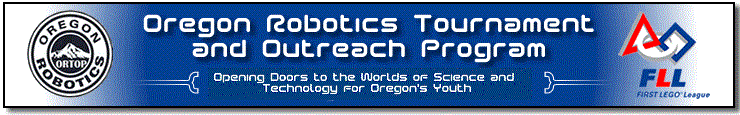 OREGON
ORTOP
ROBOTICS
Oregon Robotics Tournament
and Outreach Program
Opening Doors to the Worlds of Science and
Technology for Oregon's Youth
FLL
FIRST LEGO League